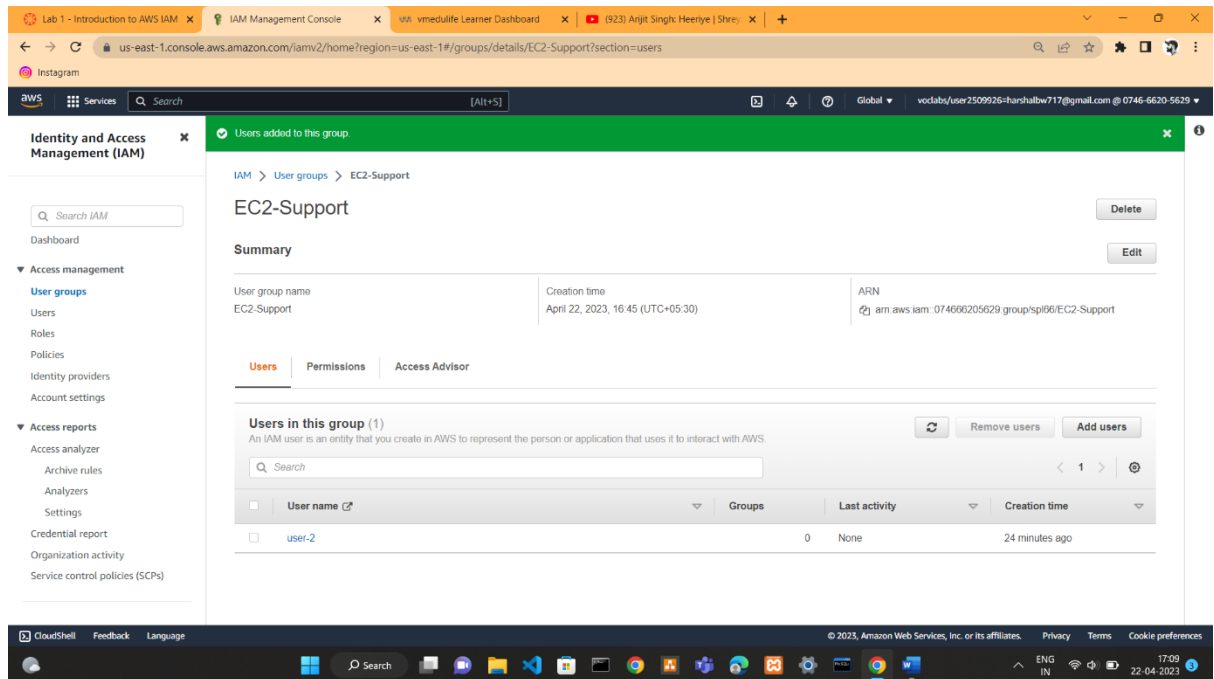 Lab 1 - Introduction to AWS IAM
IAM Management Console
vmedulife Learner Dashboard
(923) Arijit Singh: Heeriye | Shrey
us-east-1.console.aws.amazon.com/iamv2/home?region=us-east-1#/groups/details/EC2-Support?section=users
Instagram
aws Services Search [Alt+S] Global voclabs/user2509926=harshalbw717@gmail.com @ 0746-6620-5629
Identity and Access Management (IAM)
Search IAM
Dashboard
Access management
User groups
Users
Roles
Policies
Identity providers
Account settings
Access reports
Access analyzer
Archive rules
Analyzers
Settings
Credential report
Organization activity
Service control policies (SCPs)
Users added to this group.
IAM > User groups > EC2-Support
EC2-Support
Delete
Summary
Edit
User group name
EC2-Support
Creation time
April 22, 2023, 16:45 (UTC+05:30)
ARN
arn:aws:iam::074666205629:group/spl66/EC2-Support
Users Permissions Access Advisor
Users in this group (1)
An IAM user is an entity that you create in AWS to represent the person or application that uses it to interact with AWS.
Remove users Add users
Search
1
User name Groups Last activity Creation time
user-2 0 None 24 minutes ago
CloudShell Feedback Language © 2023, Amazon Web Services, Inc. or its affiliates. Privacy Terms Cookie preferences
Search
ENG
IN
17:09
22-04-2023
3